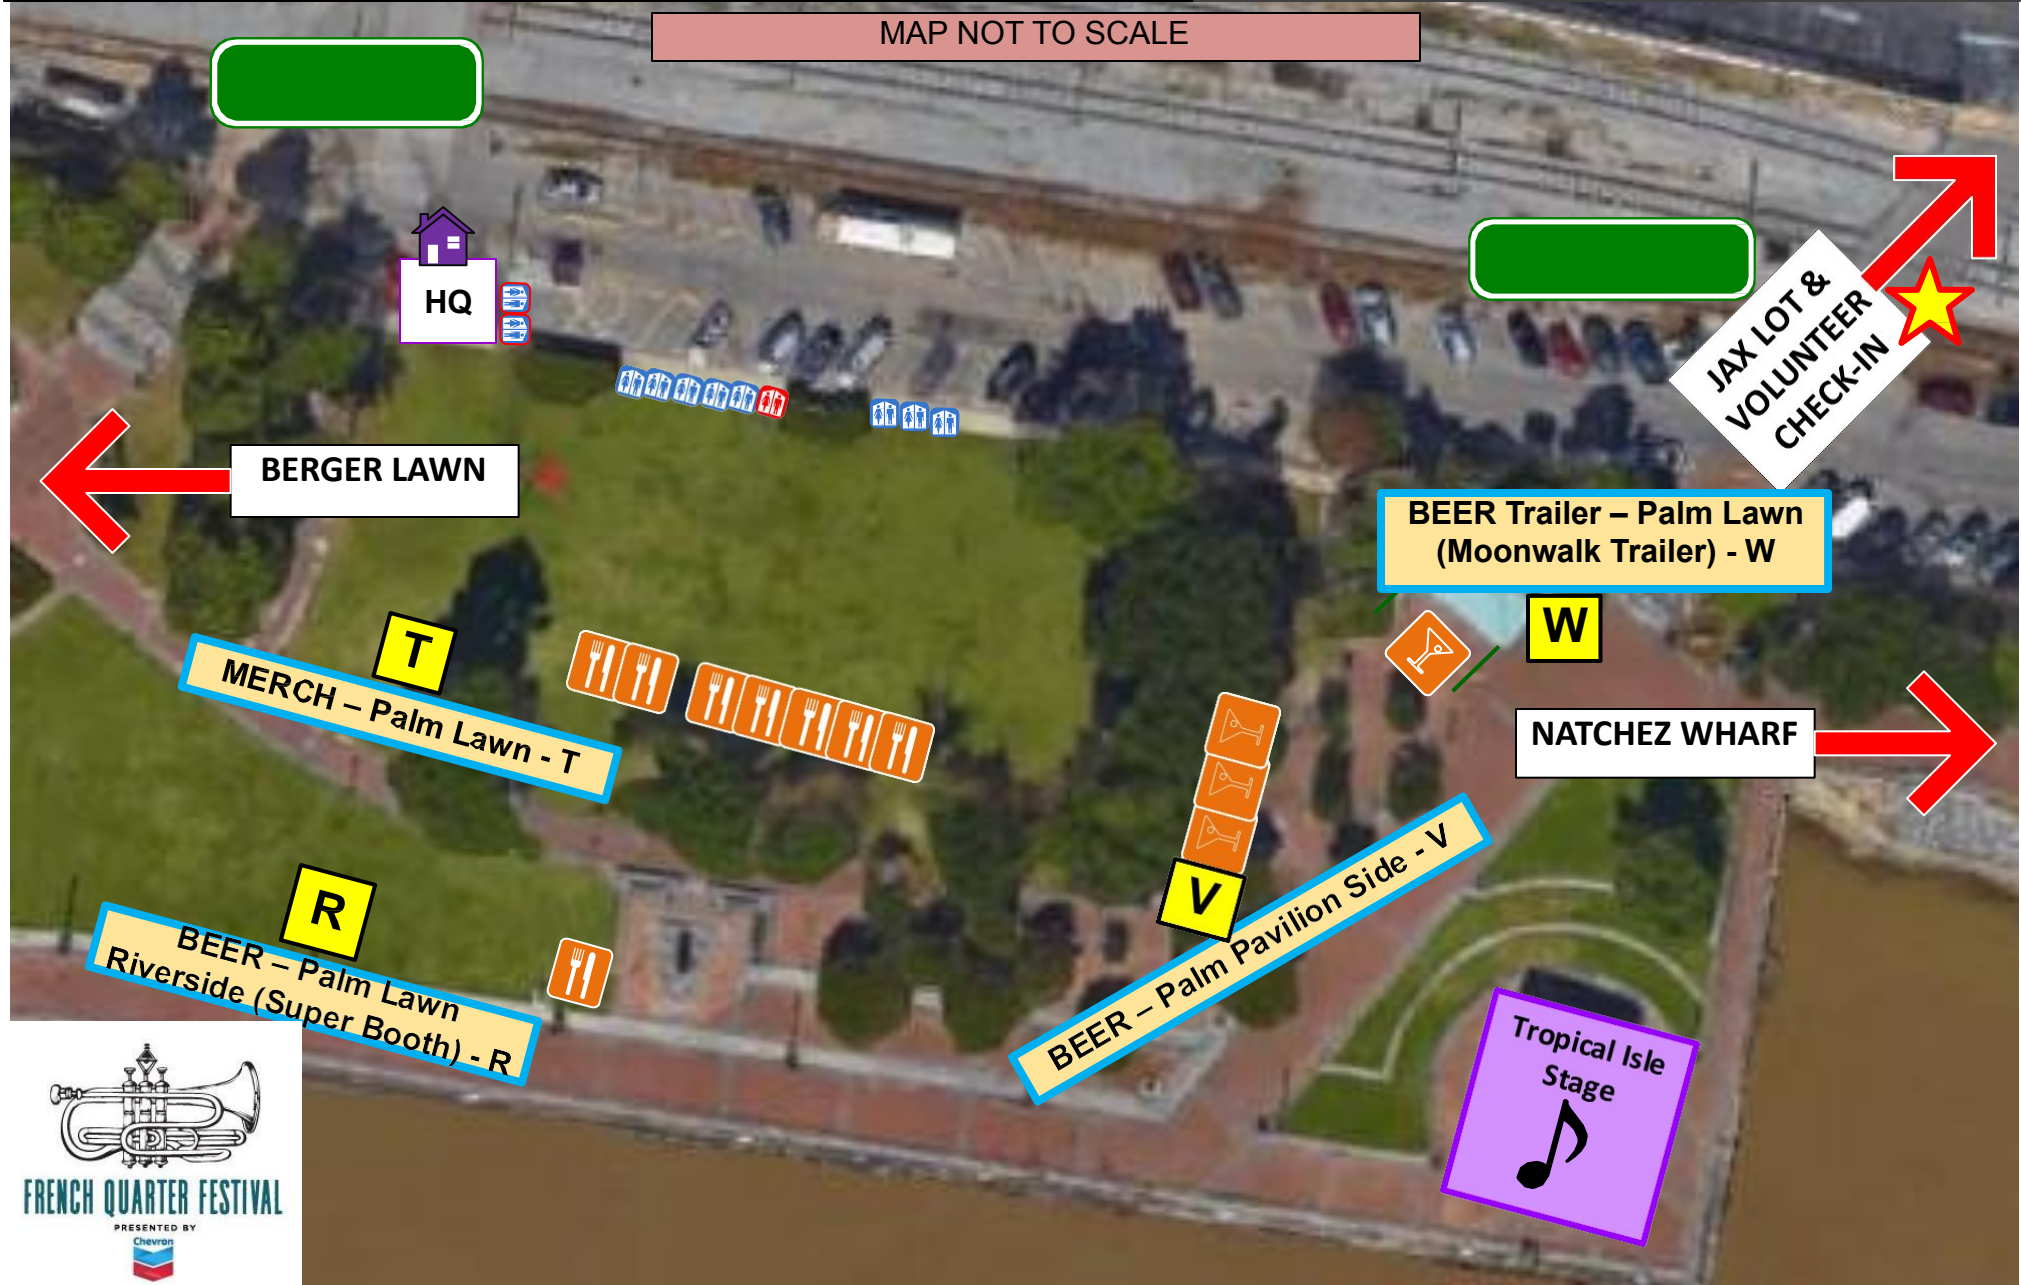 MAP NOT TO SCALE
HQ
JAX LOT &
VOLUNTEER
CHECK-IN
BERGER LAWN
BEER Trailer – Palm Lawn
(Moonwalk Trailer) - W
W
T
MERCH – Palm Lawn - T
NATCHEZ WHARF
V
BEER – Palm Pavilion Side - V
R
BEER – Palm Lawn
Riverside (Super Booth) - R
Tropical Isle
Stage
FRENCH QUARTER FESTIVAL
PRESENTED BY
Chevron